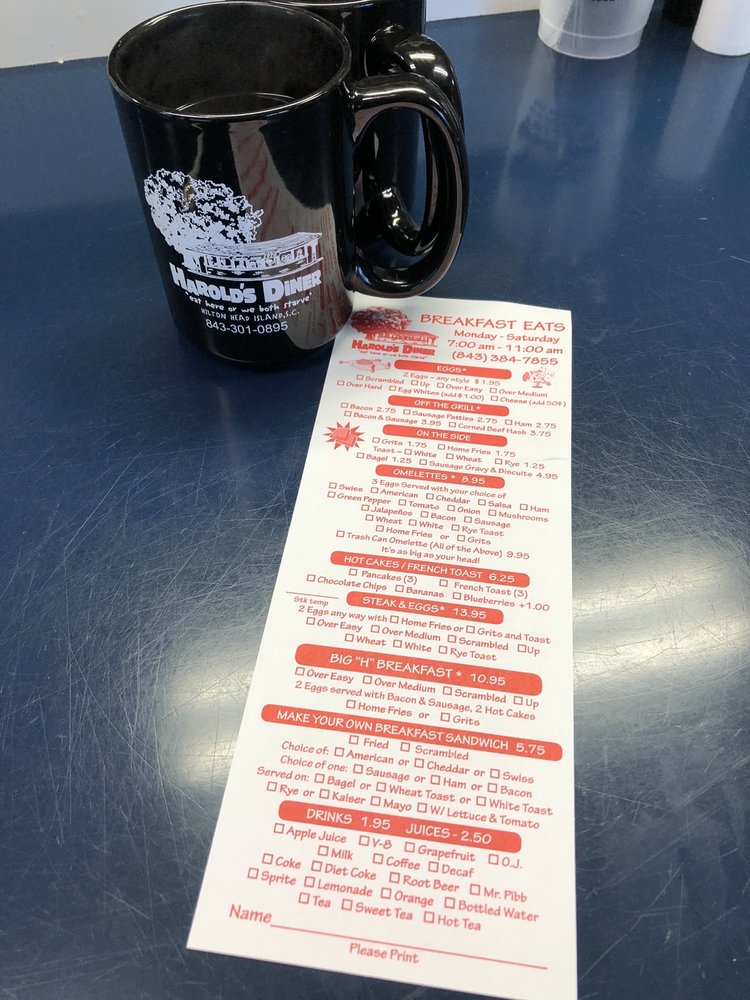 HAROLD'S DINER
"eat here or we both starve"
HILTON HEAD ISLAND, S.C.
843-301-0895
HAROLD'S DINER
"eat here or we both starve"
BREAKFAST EATS
Monday - Saturday
7:00 am - 11:00 am
(843) 384-7855
EGGS*
2 Eggs ~ any style $1.95
☐ Scrambled ☐ Up ☐ Over Easy ☐ Over Medium
☐ Over Hard ☐ Egg Whites (add $1.00) ☐ Cheese (add 50¢)
OFF THE GRILL*
☐ Bacon 2.75 ☐ Sausage Patties 2.75 ☐ Ham 2.75
☐ Bacon & Sausage 3.95 ☐ Corned Beef Hash 3.75
ON THE SIDE
☐ Grits 1.75 ☐ Home Fries 1.75
Toast ~ ☐ White ☐ Wheat ☐ Rye 1.25
☐ Bagel 1.25 ☐ Sausage Gravy & Biscuits 4.95
OMELETTES * 8.95
3 Eggs Served with your choice of
☐ Swiss ☐ American ☐ Cheddar ☐ Salsa ☐ Ham
☐ Green Pepper ☐ Tomato ☐ Onion ☐ Mushrooms
☐ Jalapeños ☐ Bacon ☐ Sausage
☐ Wheat ☐ White ☐ Rye Toast
☐ Home Fries or ☐ Grits
☐ Trash Can Omelette (All of the Above) 9.95
It's as big as your head!
HOT CAKES / FRENCH TOAST 6.25
☐ Pancakes (3) ☐ French Toast (3)
☐ Chocolate Chips ☐ Bananas ☐ Blueberries +1.00
Stk temp
STEAK & EGGS* 13.95
2 Eggs any way with ☐ Home Fries or ☐ Grits and Toast
☐ Over Easy ☐ Over Medium ☐ Scrambled ☐ Up
☐ Wheat ☐ White ☐ Rye Toast
BIG "H" BREAKFAST * 10.95
☐ Over Easy ☐ Over Medium ☐ Scrambled ☐ Up
2 Eggs served with Bacon & Sausage, 2 Hot Cakes
☐ Home Fries or ☐ Grits
MAKE YOUR OWN BREAKFAST SANDWICH 5.75
☐ Fried ☐ Scrambled
Choice of: ☐ American or ☐ Cheddar or ☐ Swiss
Choice of one: ☐ Sausage or ☐ Ham or ☐ Bacon
Served on: ☐ Bagel or ☐ Wheat Toast or ☐ White Toast
☐ Rye or ☐ Kaiser ☐ Mayo ☐ W/ Lettuce & Tomato
DRINKS 1.95 JUICES - 2.50
☐ Apple Juice ☐ V-8 ☐ Grapefruit ☐ O.J.
☐ Milk ☐ Coffee ☐ Decaf
☐ Coke ☐ Diet Coke ☐ Root Beer ☐ Mr. Pibb
☐ Sprite ☐ Lemonade ☐ Orange ☐ Bottled Water
☐ Tea ☐ Sweet Tea ☐ Hot Tea
Name
Please Print